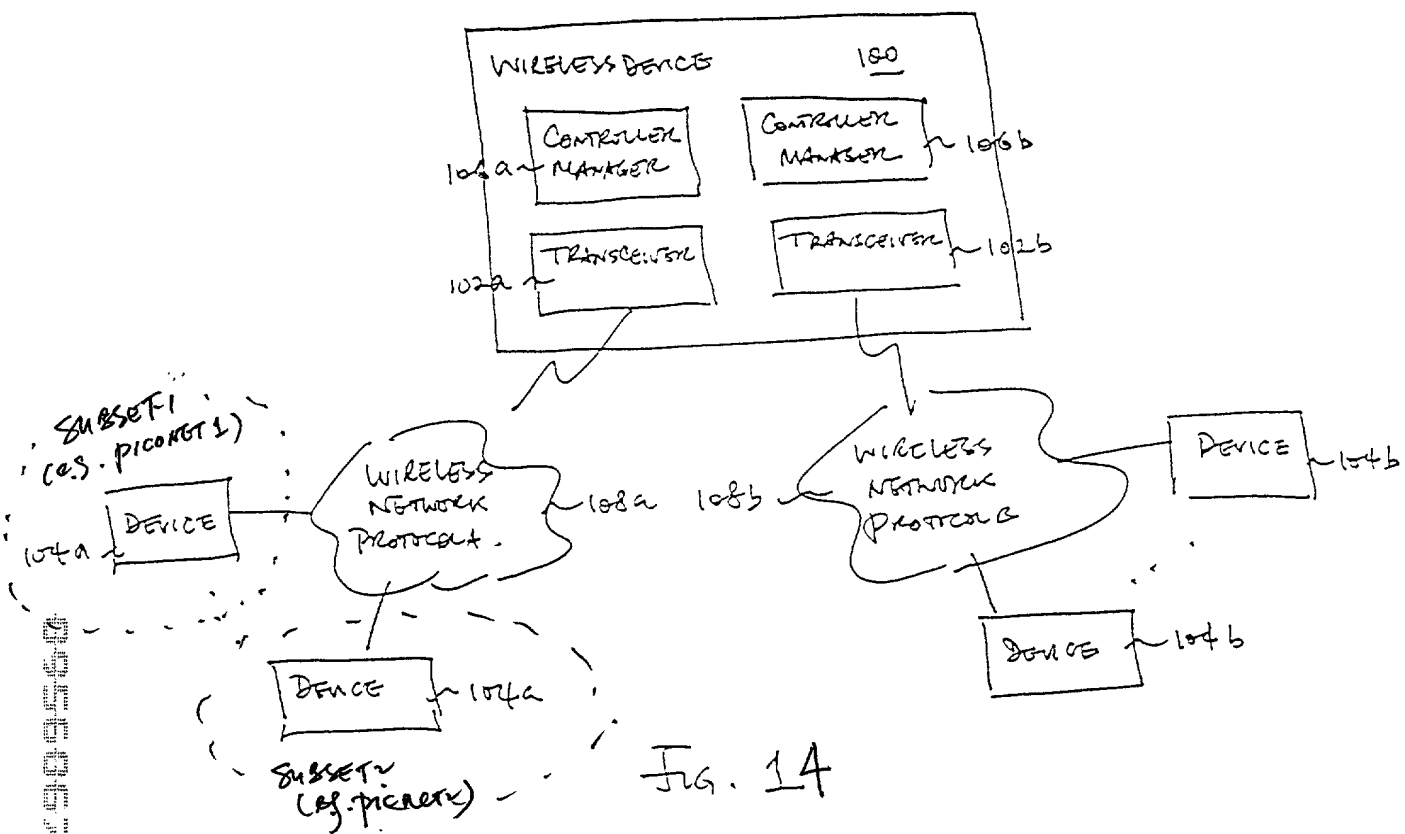 WIRELESS DEVICE 100
CONTROLLER
MANAGER
106a
CONTROLLER
MANAGER
106b
TRANSCEIVER
102a
TRANSCEIVER
102b
SUBSET 1
(e.g. PICONET 1)
DEVICE
104a
WIRELESS
NETWORK
PROTOCOL A.
108a
108b
WIRELESS
NETWORK
PROTOCOL B
DEVICE
104b
DEVICE
104b
DEVICE
104a
SUBSET 2
(e.g. PICONET 2)
FIG. 14